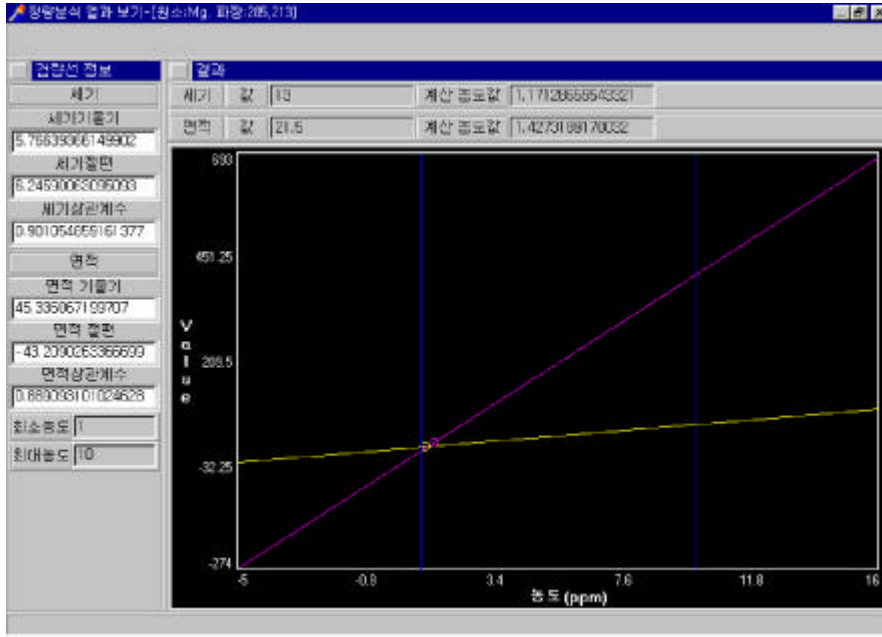 정량분석 결과 보기-[원소:Mg, 파장:285,213]
검량선 정보
세기
세기기울기
5.76639366149902
세기절편
6.24590063095093
세기상관계수
0.901054859161377
면적
면적 기울기
45.335067199707
면적 절편
-43.2090263366699
면적상관계수
0.889093101024628
최소농도 1
최대농도 10
결과
세기 값 13 계산 농도값 1.17128655543321
면적 값 21.5 계산 농도값 1.4273189170032
693
451.25
209.5
-32.25
-274
Value
-5 -0.8 3.4 7.6 11.8 16
농도(ppm)